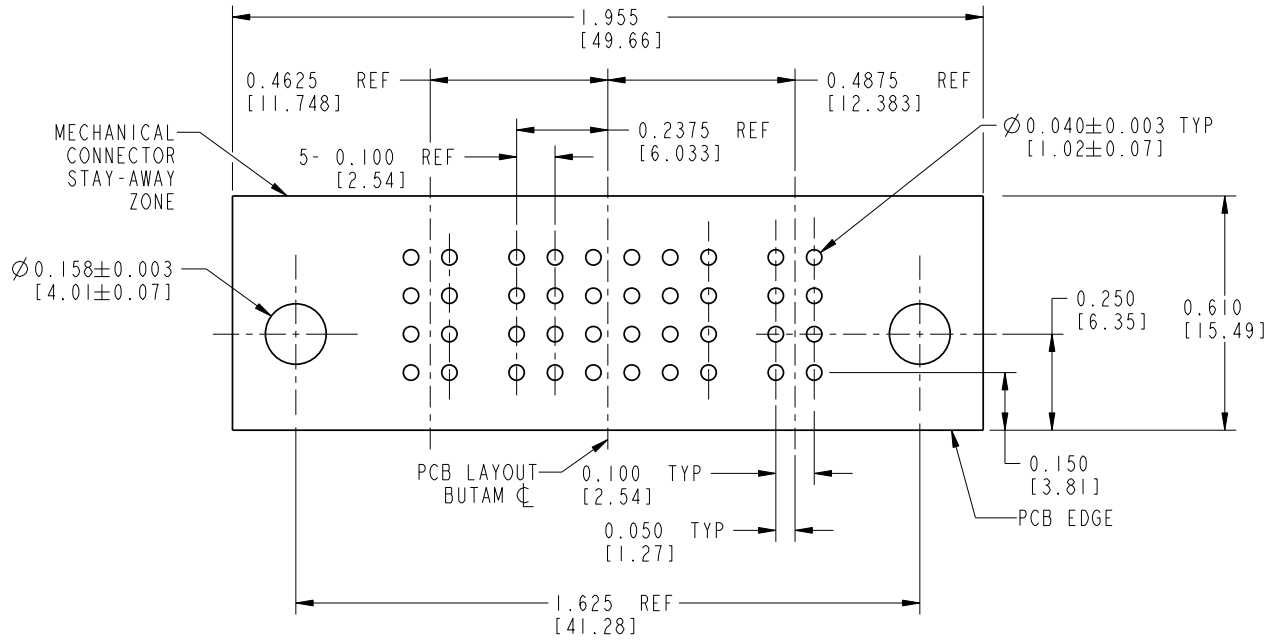 1.955
[49.66]
0.4625 REF
[11.748]
0.4875 REF
[12.383]
MECHANICAL
CONNECTOR
STAY-AWAY
ZONE
5- 0.100 REF
[2.54]
0.2375 REF
[6.033]
Ø0.040±0.003 TYP
[1.02±0.07]
Ø0.158±0.003
[4.01±0.07]
0.250
[6.35]
0.610
[15.49]
PCB LAYOUT
BUTAM ℄
0.100 TYP
[2.54]
0.150
[3.81]
PCB EDGE
0.050 TYP
[1.27]
1.625 REF
[41.28]